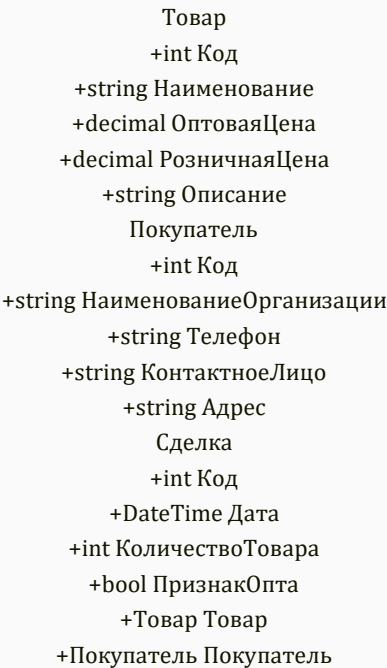 Товар
+int Код
+string Наименование
+decimal ОптоваяЦена
+decimal РозничнаяЦена
+string Описание
Покупатель
+int Код
+string НаименованиеОрганизации
+string Телефон
+string КонтактноеЛицо
+string Адрес
Сделка
+int Код
+DateTime Дата
+int КоличествоТовара
+bool ПризнакОпта
+Товар Товар
+Покупатель Покупатель